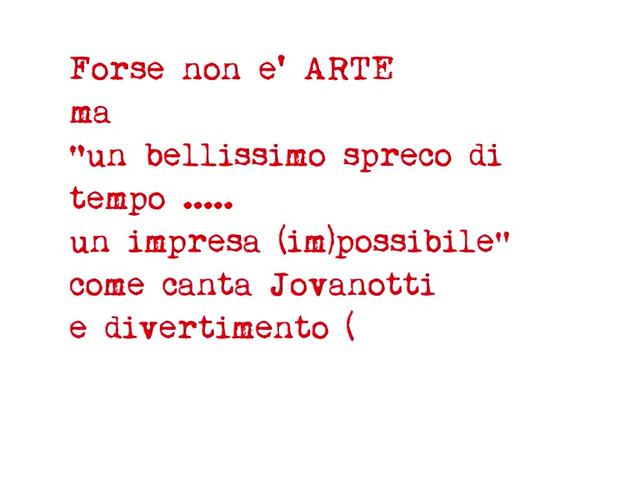 Forse non e' ARTE
ma
"un bellissimo spreco di
tempo .....
un impresa (im)possibile"
come canta Jovanotti
e divertimento (